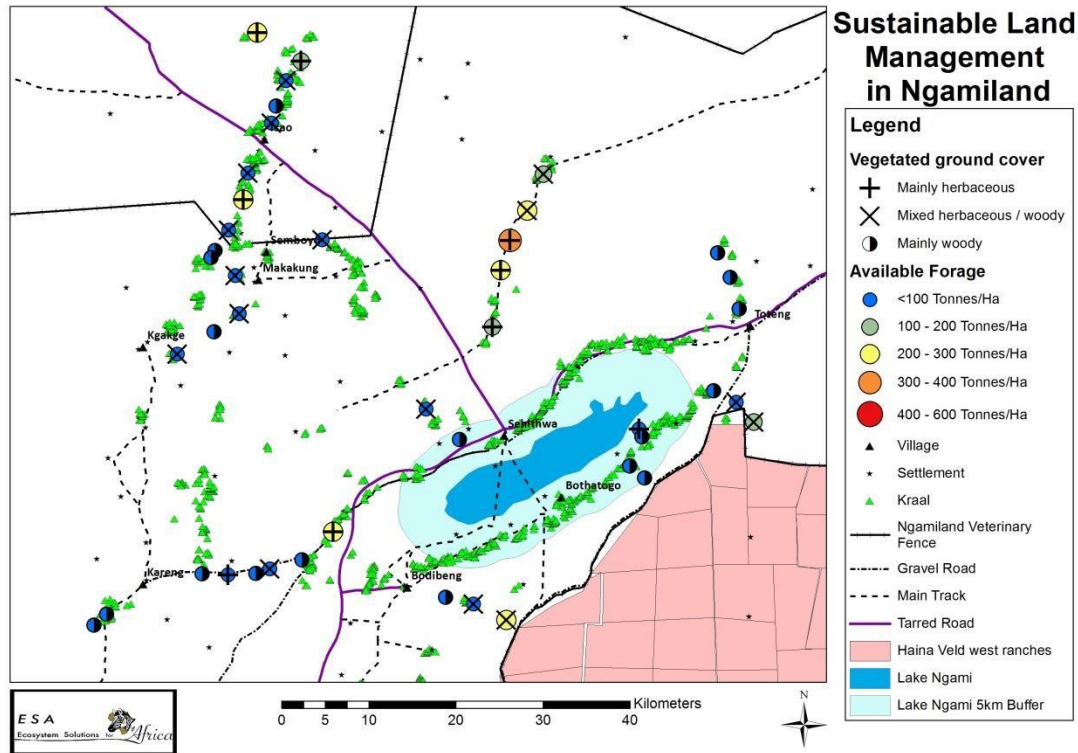 Sustainable Land
Management
in Ngamiland
Legend
Vegetated ground cover
Mainly herbaceous
Mixed herbaceous / woody
Mainly woody
Available Forage
<100 Tonnes/Ha
100 - 200 Tonnes/Ha
200 - 300 Tonnes/Ha
300 - 400 Tonnes/Ha
400 - 600 Tonnes/Ha
Village
Settlement
Kraal
Ngamiland Veterinary
Fence
Gravel Road
Main Track
Tarred Road
Haina Veld west ranches
Lake Ngami
Lake Ngami 5km Buffer
Semboy
Makakung
Kgakge
Toteng
Sehithwa
Bothatogo
Kareng
Bodibeng
ESA
Ecosystem Solutions for Africa
Kilometers
0 5 10 20 30 40
N